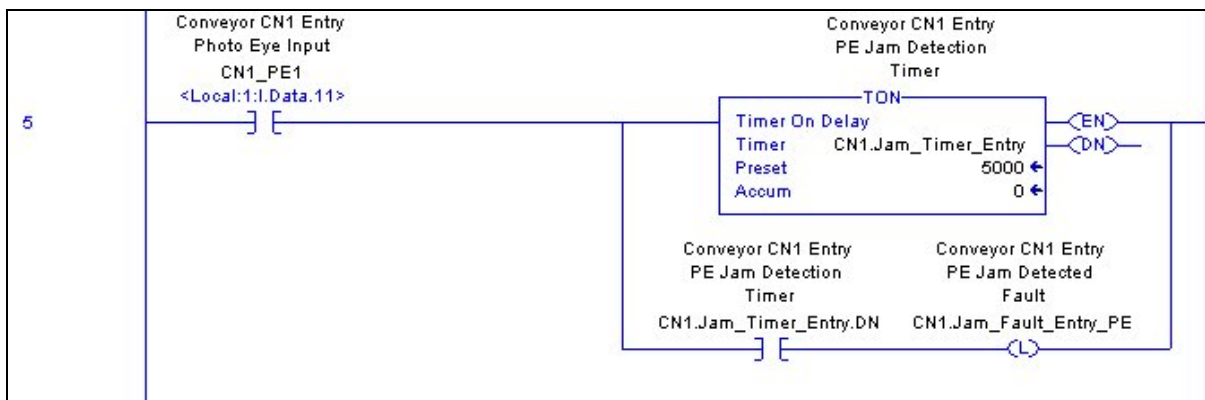 Conveyor CN1 Entry
Photo Eye Input
CN1_PE1
<Local:1:I.Data.11>
5
Conveyor CN1 Entry
PE Jam Detection
Timer
TON
Timer On Delay
Timer CN1.Jam_Timer_Entry
Preset 5000
Accum 0
EN
DN
Conveyor CN1 Entry
PE Jam Detection
Timer
CN1.Jam_Timer_Entry.DN
Conveyor CN1 Entry
PE Jam Detected
Fault
CN1.Jam_Fault_Entry_PE
L